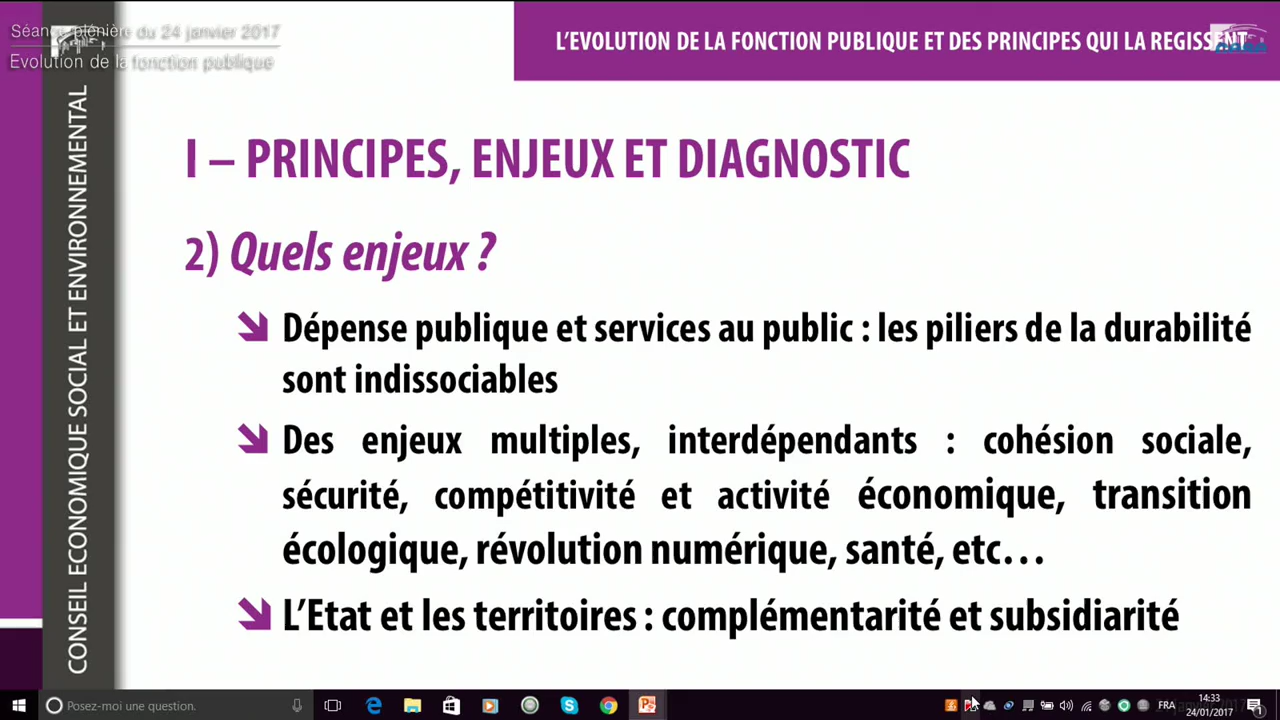 Séance plénière du 24 janvier 2017
Evolution de la fonction publique
L'EVOLUTION DE LA FONCTION PUBLIQUE ET DES PRINCIPES QUI LA REGISSENT
CONSEIL ECONOMIQUE SOCIAL ET ENVIRONNEMENTAL
I – PRINCIPES, ENJEUX ET DIAGNOSTIC
2) Quels enjeux ?
Dépense publique et services au public : les piliers de la durabilité
sont indissociables
Des enjeux multiples, interdépendants : cohésion sociale,
sécurité, compétitivité et activité économique, transition
écologique, révolution numérique, santé, etc…
L'Etat et les territoires : complémentarité et subsidiarité
Posez-moi une question.
FRA
14:33
24/01/2017
1